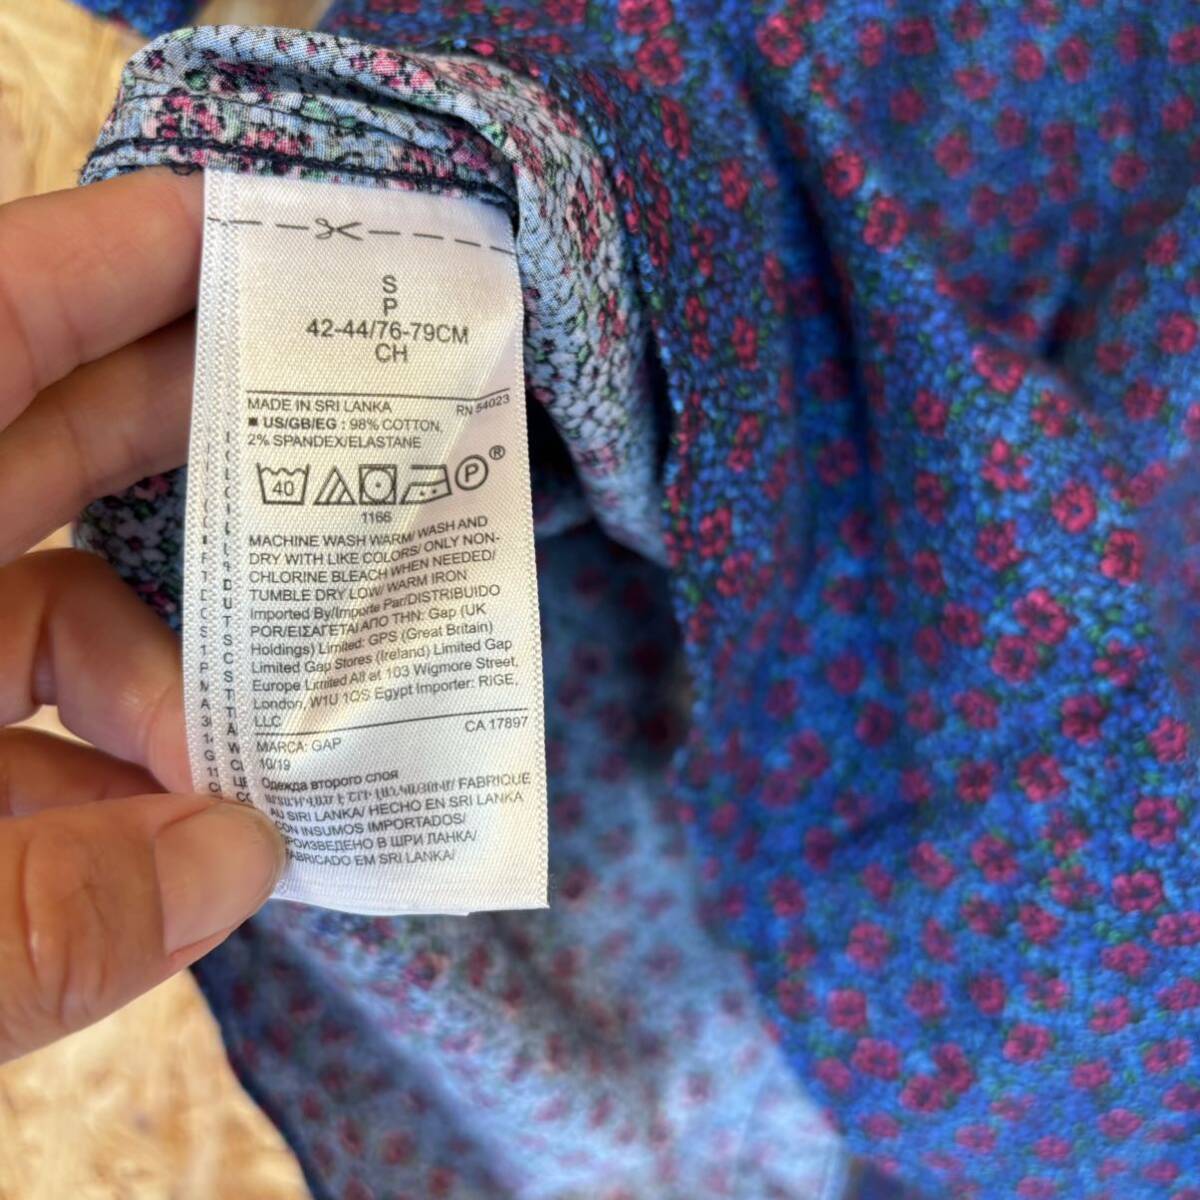 S
P
42-44/76-79CM
CH
MADE IN SRI LANKA RN 54023
■ US/GB/EG : 98% COTTON,
2% SPANDEX/ELASTANE
40 P ®
1166
MACHINE WASH WARM/ WASH AND
DRY WITH LIKE COLORS/ ONLY NON-
CHLORINE BLEACH WHEN NEEDED/
TUMBLE DRY LOW/ WARM IRON
Imported By/Importe Par/DISTRIBUIDO
POR/ΕΙΣΑΓΕΤΑΙ ΑΠΟ ΤΗΝ: Gap (UK
Holdings) Limited: GPS (Great Britain)
Limited Gap Stores (Ireland) Limited Gap
Europe Limited All at 103 Wigmore Street,
London, W1U 1QS Egypt Importer: RIGE,
LLC CA 17897
MARCA: GAP
10/19
Одежда второго слоя
FABRIQUE
AU SRI LANKA/ HECHO EN SRI LANKA
CON INSUMOS IMPORTADOS/
ПРОИЗВЕДЕНО В ШРИ ЛАНКА/
FABRICADO EM SRI LANKA/